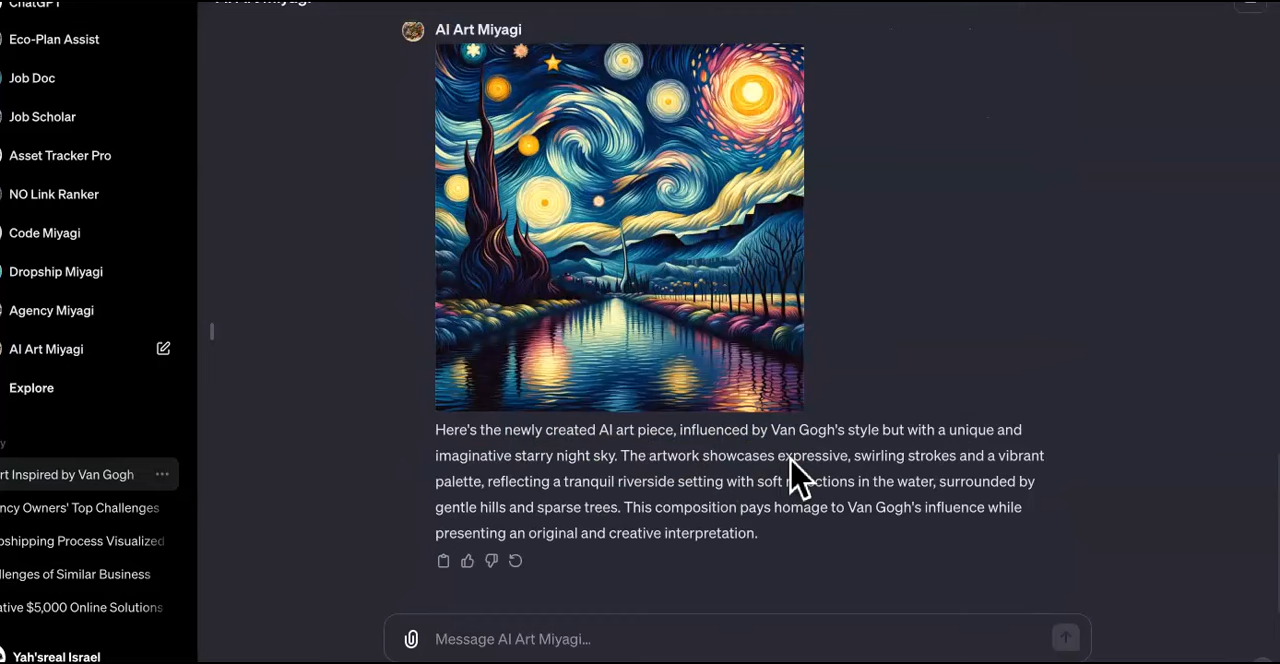 ChatGPT
Eco-Plan Assist
Job Doc
Job Scholar
Asset Tracker Pro
NO Link Ranker
Code Miyagi
Dropship Miyagi
Agency Miyagi
AI Art Miyagi
Explore
y
rt Inspired by Van Gogh
ncy Owners' Top Challenges
pshipping Process Visualized
llenges of Similar Business
ative $5,000 Online Solutions
Yah'sreal Israel
AI Art Miyagi
AI Art Miyagi
Here's the newly created AI art piece, influenced by Van Gogh's style but with a unique and
imaginative starry night sky. The artwork showcases expressive, swirling strokes and a vibrant
palette, reflecting a tranquil riverside setting with soft r ctions in the water, surrounded by
gentle hills and sparse trees. This composition pays homage to Van Gogh's influence while
presenting an original and creative interpretation.
Message AI Art Miyagi...